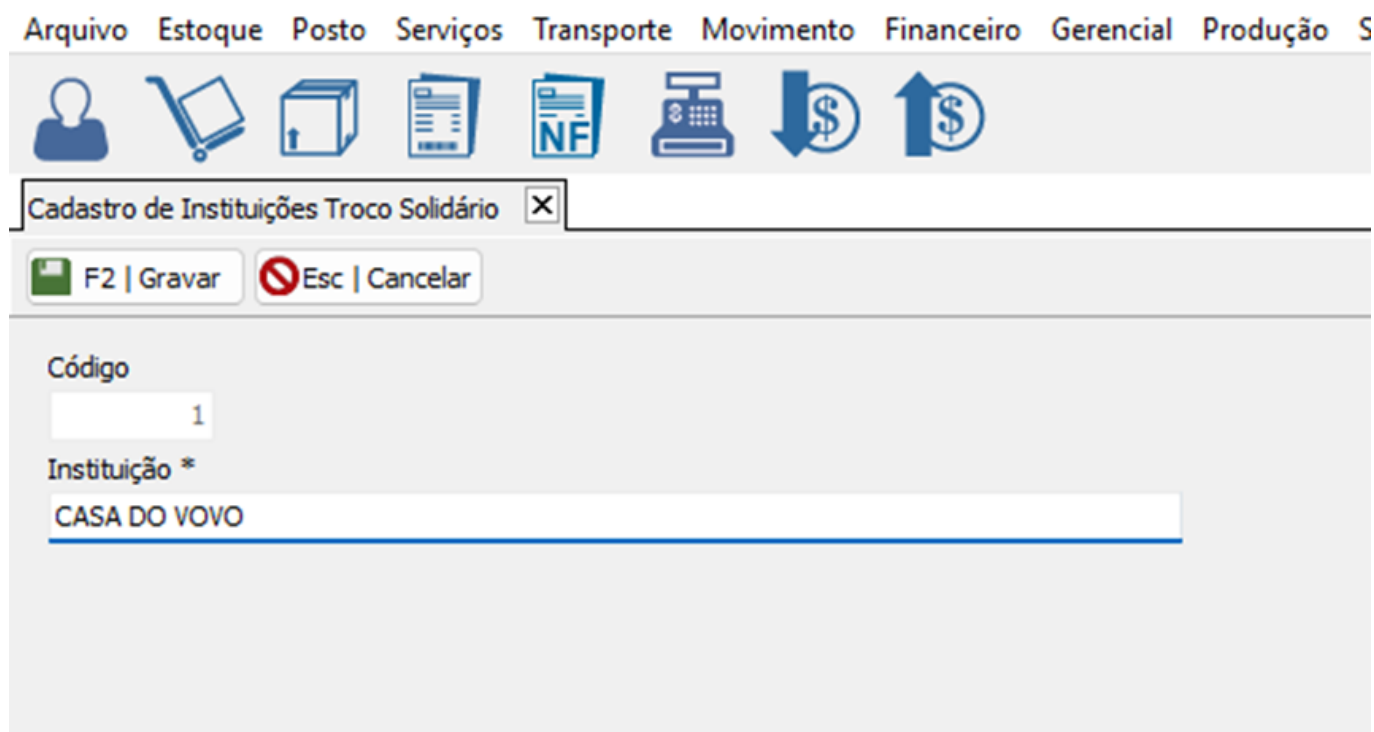 Arquivo Estoque Posto Serviços Transporte Movimento Financeiro Gerencial Produção S
NF
Cadastro de Instituições Troco Solidário
F2 | Gravar Esc | Cancelar
Código
1
Instituição *
CASA DO VOVO